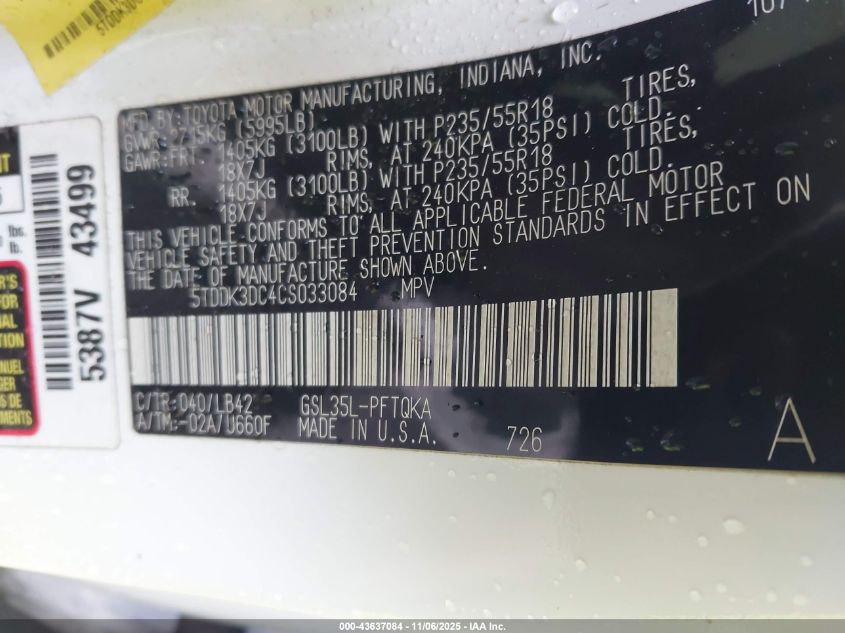 5TDDK3DC
107
MFD BY: TOYOTA MOTOR MANUFACTURING, INDIANA, INC.
GVWR: 2715KG (5995LB)
GAWR: FRT. 1405KG (3100LB) WITH P235/55R18 TIRES,
18X7J RIMS, AT 240KPA (35PSI) COLD.
RR. 1405KG (3100LB) WITH P235/55R18 TIRES,
18X7J RIMS, AT 240KPA (35PSI) COLD.
THIS VEHICLE CONFORMS TO ALL APPLICABLE FEDERAL MOTOR
VEHICLE SAFETY AND THEFT PREVENTION STANDARDS IN EFFECT ON
THE DATE OF MANUFACTURE SHOWN ABOVE.
5TDDK3DC4CS033084 MPV
C/TR: 040/LB42 GSL35L-PFTQKA
A/TM: -02A/U660F MADE IN U.S.A. 726
A
5387V 43499
lbs.
lb.
000-43637084 - 11/06/2025 - IAA Inc.